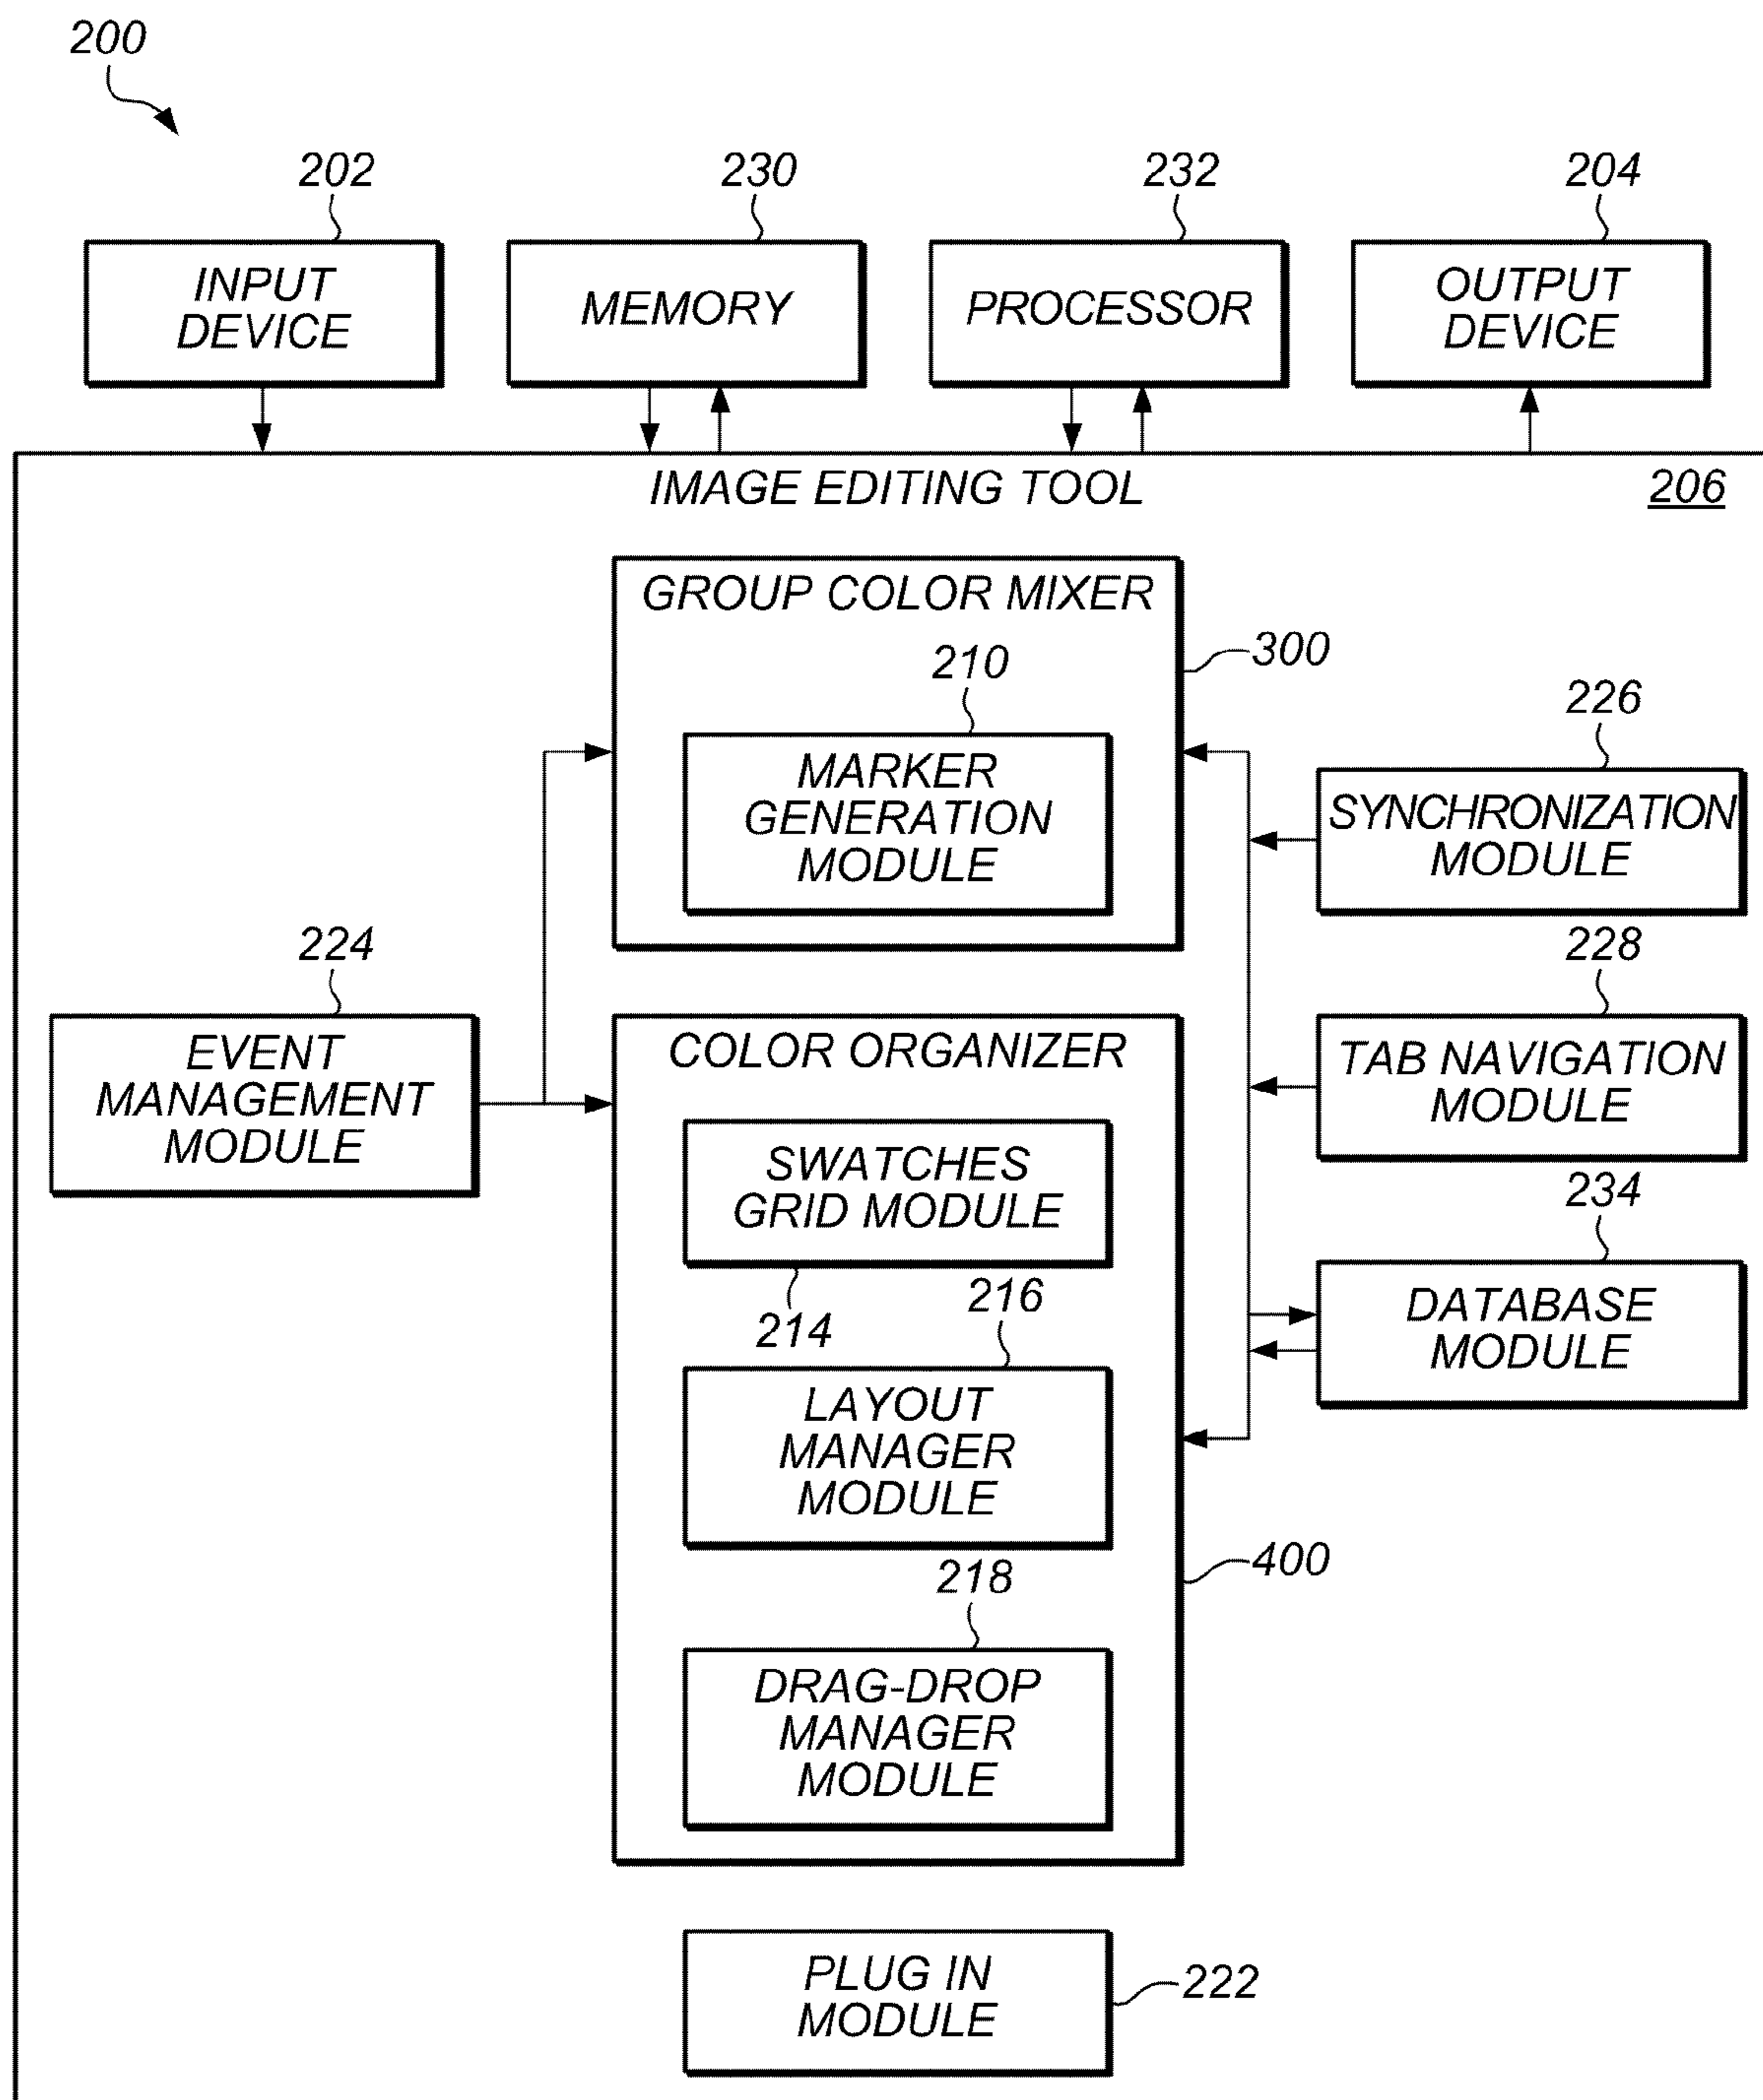 200
202
230
232
204
INPUT
DEVICE
MEMORY
PROCESSOR
OUTPUT
DEVICE
IMAGE EDITING TOOL
206
GROUP COLOR MIXER
300
210
MARKER
GENERATION
MODULE
226
SYNCHRONIZATION
MODULE
224
EVENT
MANAGEMENT
MODULE
228
TAB NAVIGATION
MODULE
COLOR ORGANIZER
SWATCHES
GRID MODULE
214
234
DATABASE
MODULE
216
LAYOUT
MANAGER
MODULE
400
218
DRAG-DROP
MANAGER
MODULE
PLUG IN
MODULE
222